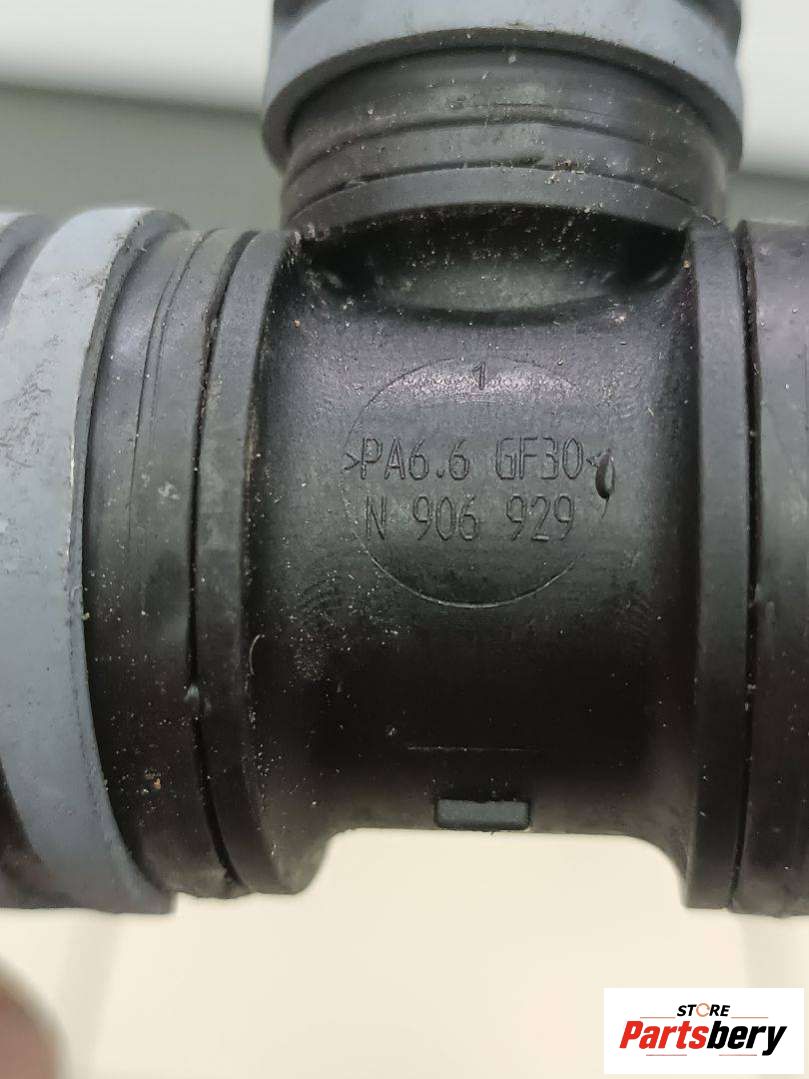 1
>PA6.6 GF30<
N 906 929
STORE
Partsbery